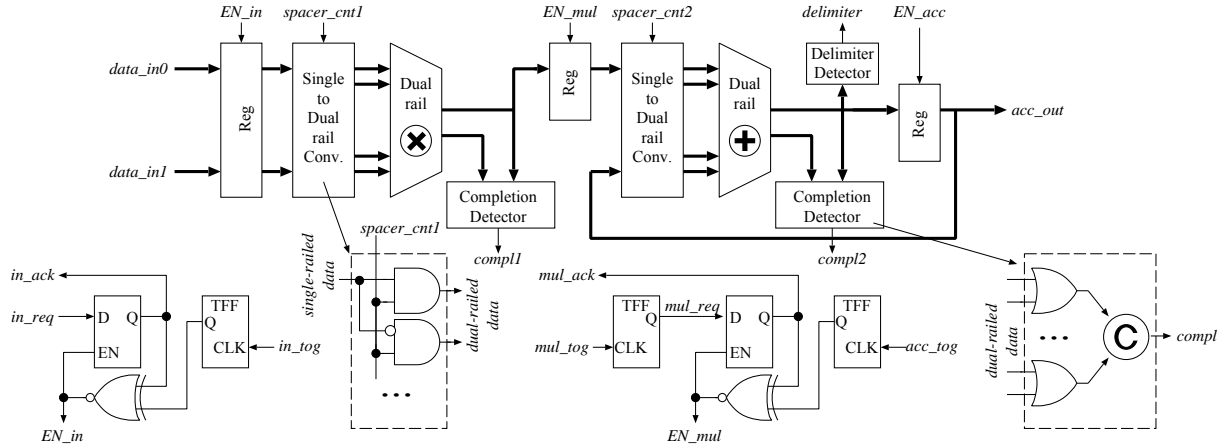 EN_in
spacer_cnt1
EN_mul
spacer_cnt2
delimiter
EN_acc
data_in0
data_in1
Reg
Single
to
Dual
rail
Conv.
Dual
rail
Completion
Detector
compl1
Reg
Single
to
Dual
rail
Conv.
Dual
rail
Delimiter
Detector
Completion
Detector
compl2
Reg
acc_out
in_ack
in_req
D
Q
EN
TFF
Q
CLK
in_tog
EN_in
spacer_cnt1
single-railed
data
dual-railed
data
mul_ack
TFF
Q
CLK
mul_tog
mul_req
D
Q
EN
TFF
Q
CLK
acc_tog
EN_mul
dual-railed
data
C
compl